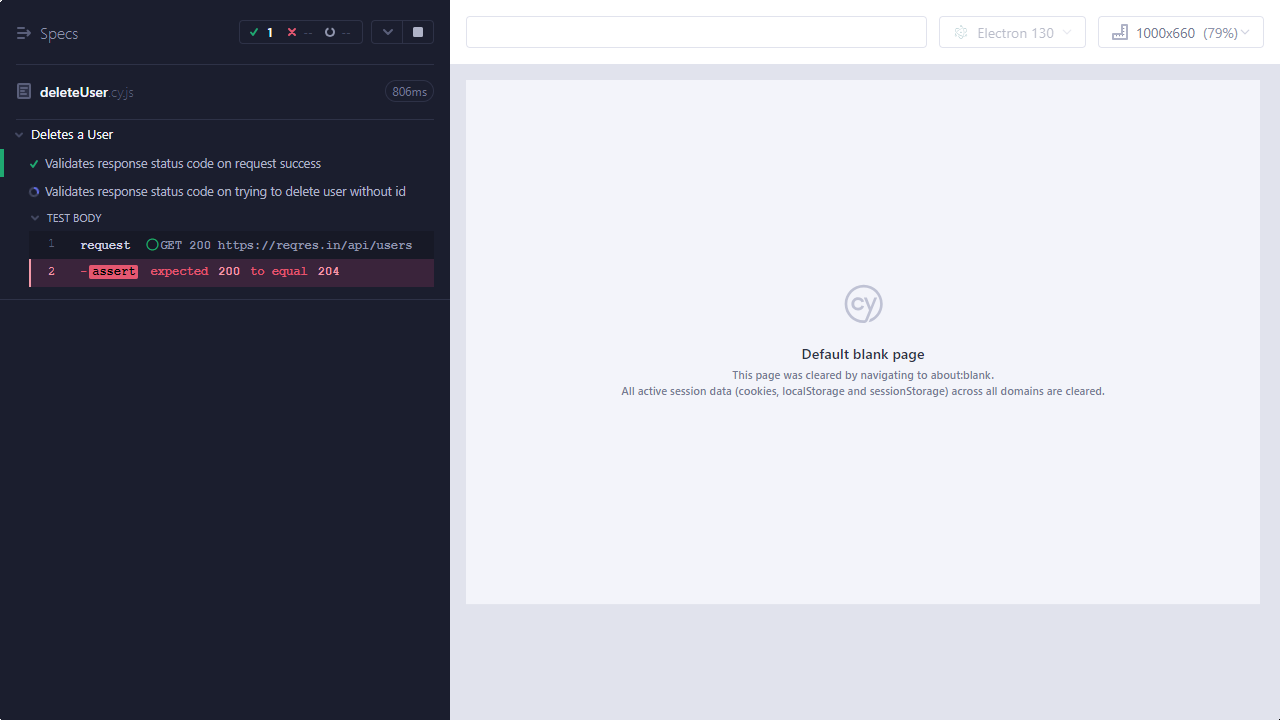 Specs
1 -- --
deleteUser.cy.js 806ms
Deletes a User
Validates response status code on request success
Validates response status code on trying to delete user without id
TEST BODY
1 request GET 200 https://reqres.in/api/users
2 -assert expected 200 to equal 204
Electron 130
1000x660 (79%)
cy
Default blank page
This page was cleared by navigating to about:blank.
All active session data (cookies, localStorage and sessionStorage) across all domains are cleared.